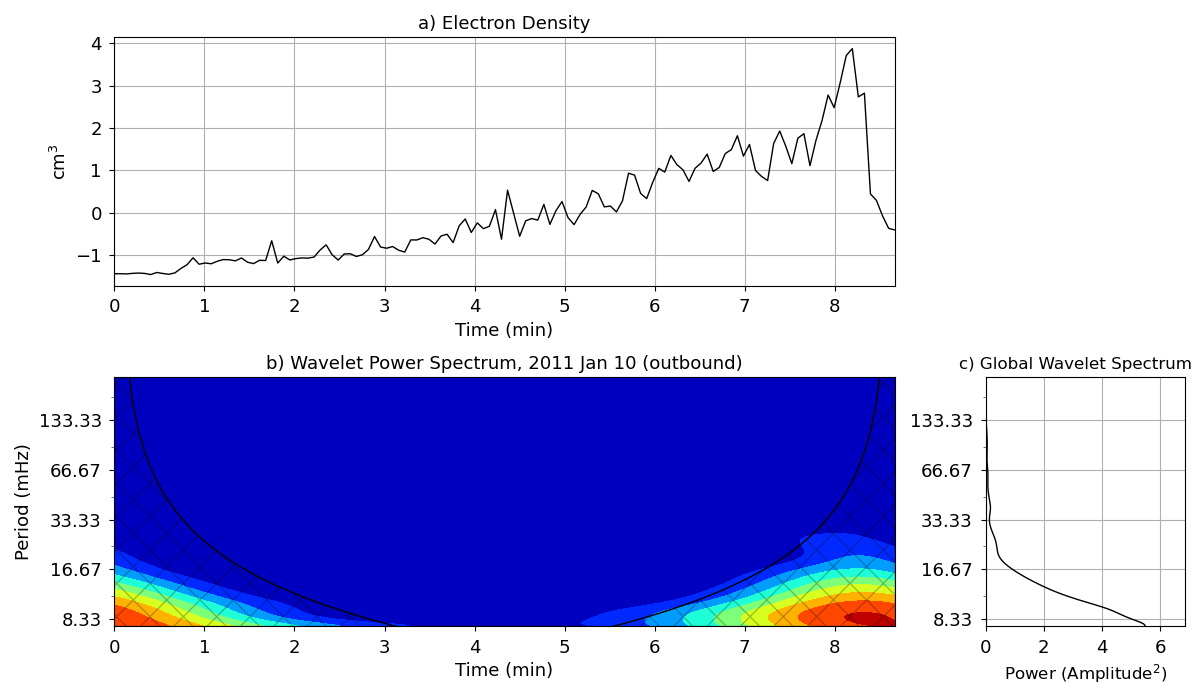 a) Electron Density
4
3
2
1
0
−1
cm³
0 1 2 3 4 5 6 7 8
Time (min)
b) Wavelet Power Spectrum, 2011 Jan 10 (outbound)
133.33
66.67
33.33
16.67
8.33
Period (mHz)
0 1 2 3 4 5 6 7 8
Time (min)
c) Global Wavelet Spectrum
133.33
66.67
33.33
16.67
8.33
0 2 4 6
Power (Amplitude²)